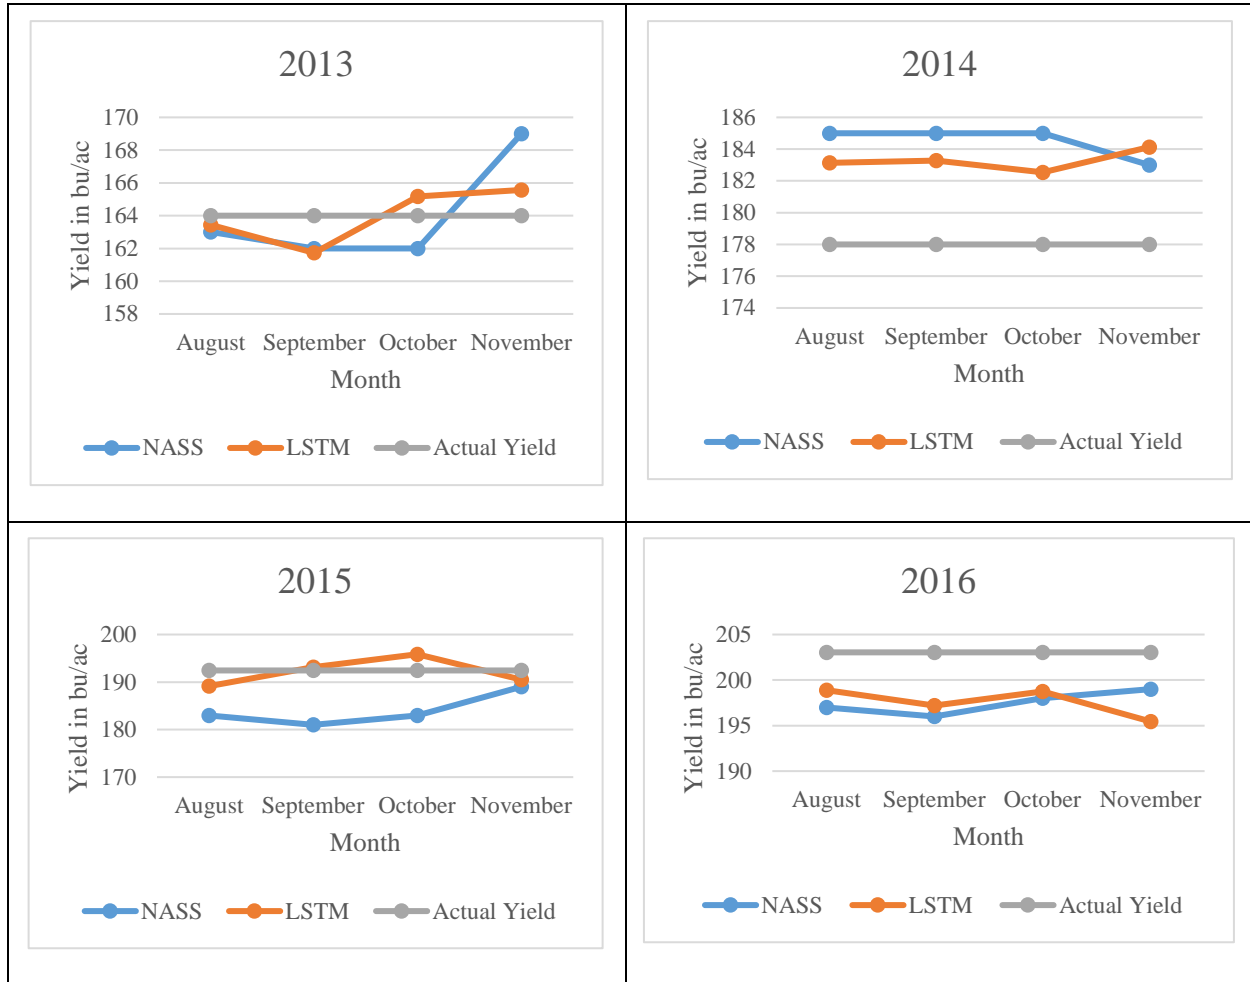 2013
Yield in bu/ac
170
168
166
164
162
160
158
August September October November
Month
NASS LSTM Actual Yield
2014
Yield in bu/ac
186
184
182
180
178
176
174
August September October November
Month
NASS LSTM Actual Yield
2015
Yield in bu/ac
200
190
180
170
August September October November
Month
NASS LSTM Actual Yield
2016
Yield in bu/ac
205
200
195
190
August September October November
Month
NASS LSTM Actual Yield